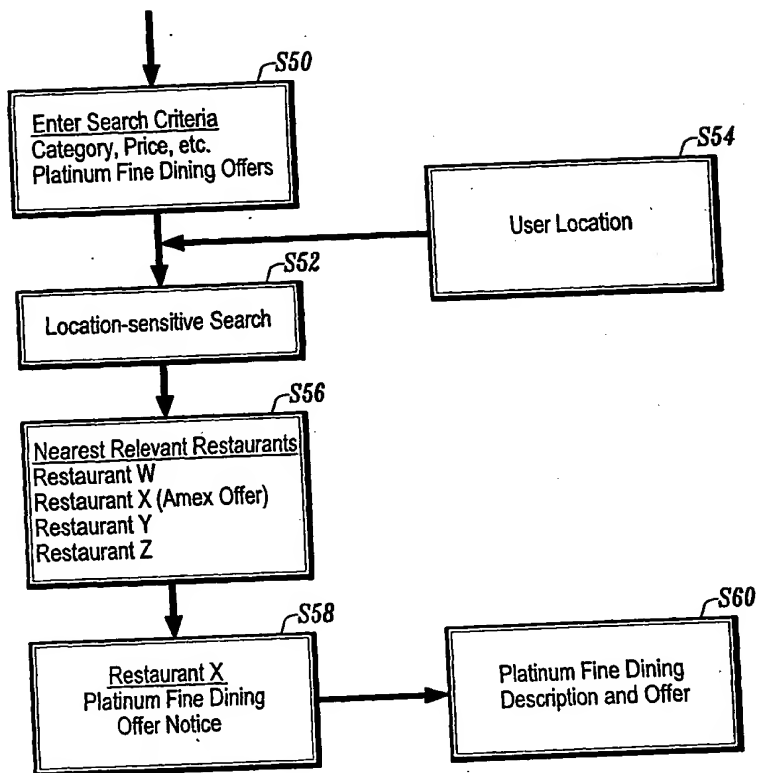 S50
Enter Search Criteria
Category, Price, etc.
Platinum Fine Dining Offers
S54
User Location
S52
Location-sensitive Search
S56
Nearest Relevant Restaurants
Restaurant W
Restaurant X (Amex Offer)
Restaurant Y
Restaurant Z
S58
Restaurant X
Platinum Fine Dining
Offer Notice
S60
Platinum Fine Dining
Description and Offer